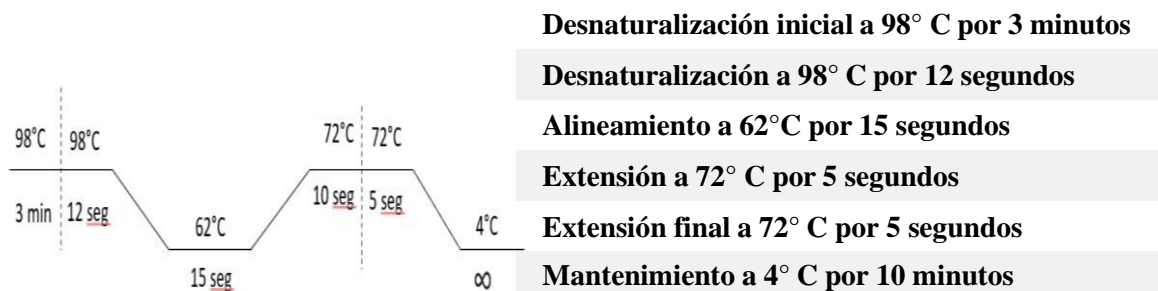 98°C 98°C
3 min 12 seg
62°C
15 seg
72°C 72°C
10 seg 5 seg
4°C
∞
Desnaturalización inicial a 98° C por 3 minutos
Desnaturalización a 98° C por 12 segundos
Alineamiento a 62°C por 15 segundos
Extensión a 72° C por 5 segundos
Extensión final a 72° C por 5 segundos
Mantenimiento a 4° C por 10 minutos